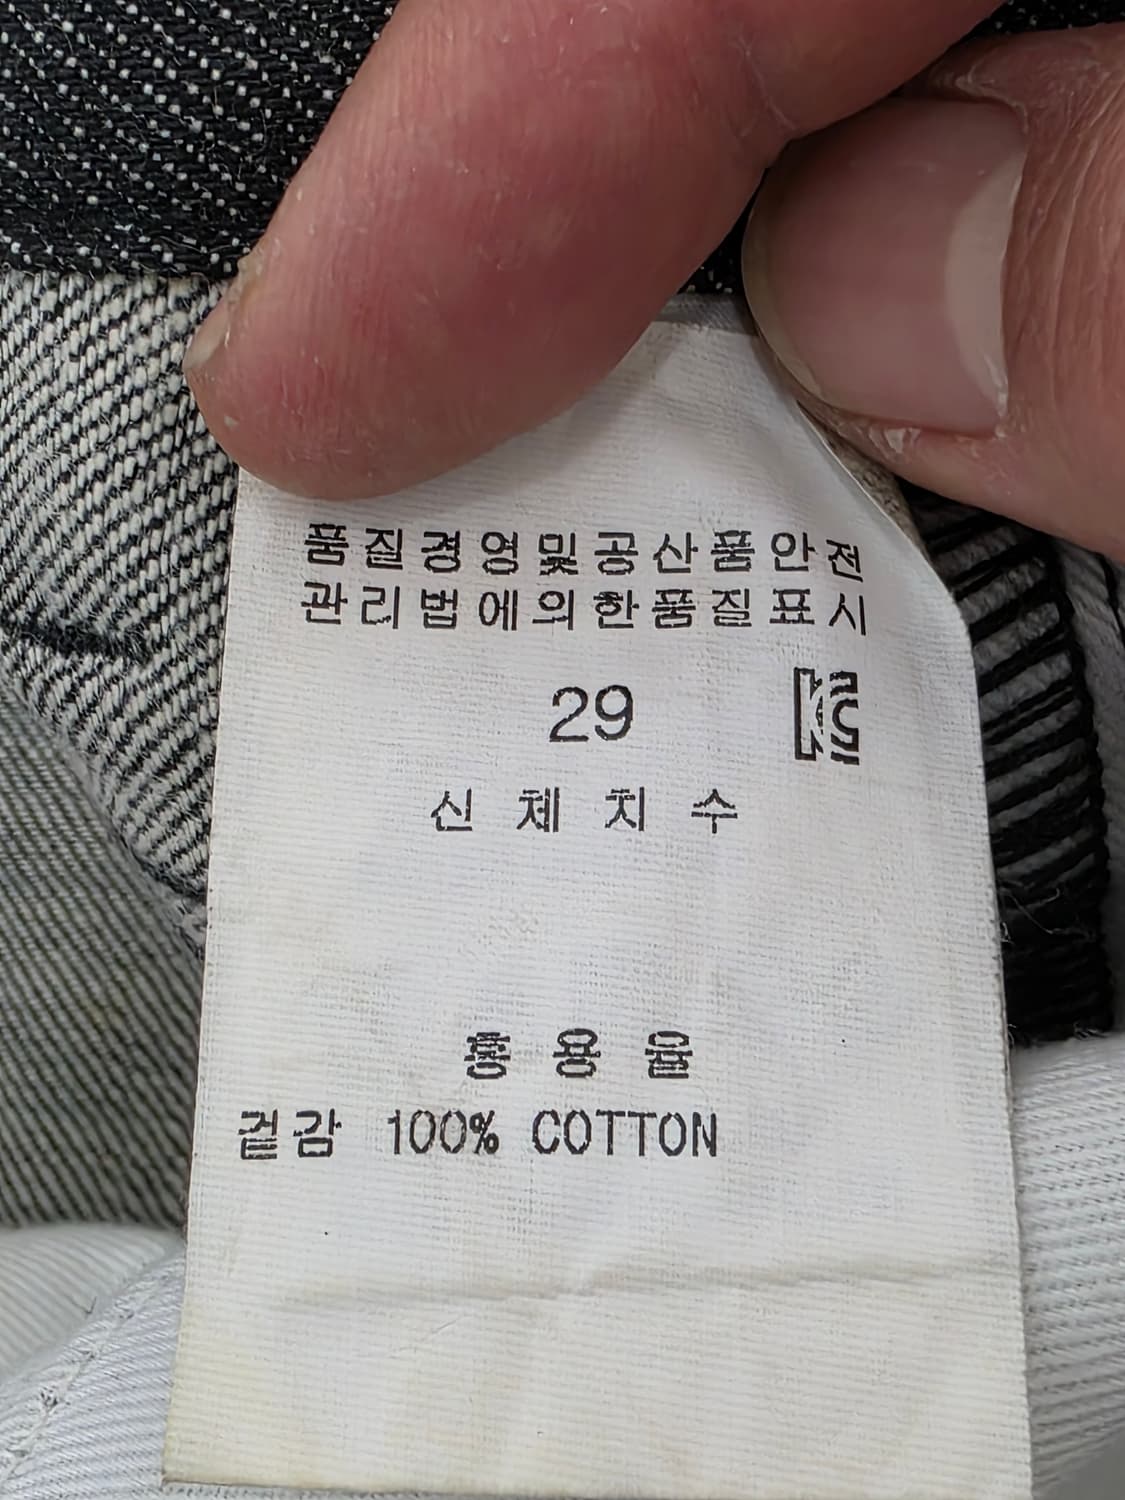 품질경영및공산품안전
관리법에의한품질표시
29
신체치수
혼용율
겉감 100% COTTON